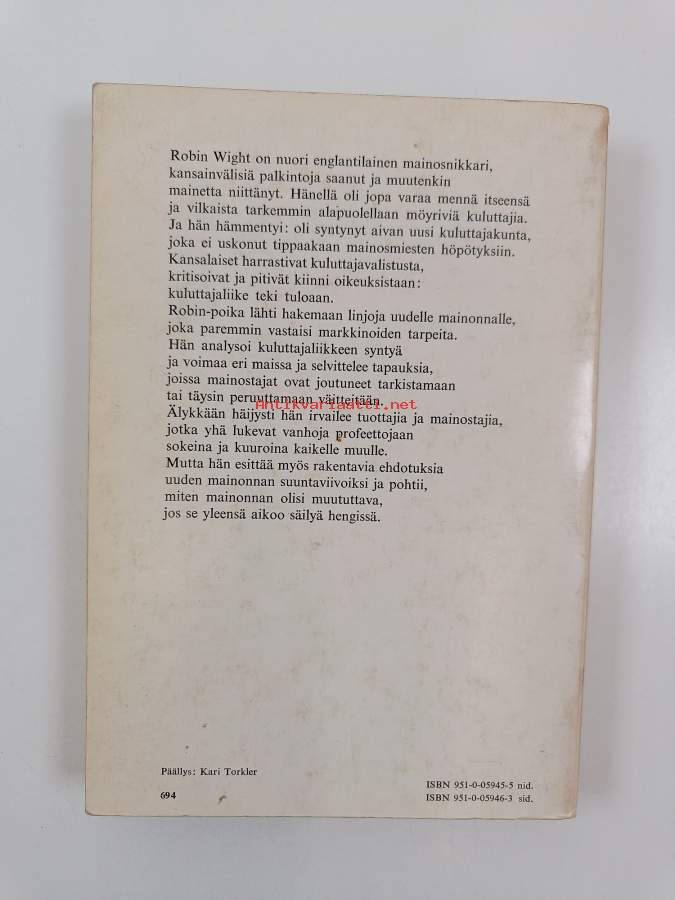 Robin Wight on nuori englantilainen mainosnikkari,
kansainvälisiä palkintoja saanut ja muutenkin
mainetta niittänyt. Hänellä oli jopa varaa mennä itseensä
ja vilkaista tarkemmin alapuolellaan möyriviä kuluttajia.
Ja hän hämmentyi: oli syntynyt aivan uusi kuluttajakunta,
joka ei uskonut tippaakaan mainosmiesten höpötyksiin.
Kansalaiset harrastivat kuluttajavalistusta,
kritisoivat ja pitivät kiinni oikeuksistaan:
kuluttajaliike teki tuloaan.
Robin-poika lähti hakemaan linjoja uudelle mainonnalle,
joka paremmin vastaisi markkinoiden tarpeita.
Hän analysoi kuluttajaliikkeen syntyä
ja voimaa eri maissa ja selvittelee tapauksia,
joissa mainostajat ovat joutuneet tarkistamaan
tai täysin peruuttamaan väitteitään.
Antikvariaatti.net
Älykkään häijysti hän irvailee tuottajia ja mainostajia,
jotka yhä lukevat vanhoja profeettojaan
sokeina ja kuuroina kaikelle muulle.
Mutta hän esittää myös rakentavia ehdotuksia
uuden mainonnan suuntaviivoiksi ja pohtii,
miten mainonnan olisi muututtava,
jos se yleensä aikoo säilyä hengissä.
Päällys: Kari Torkler
694
ISBN 951-0-05945-5 nid.
ISBN 951-0-05946-3 sid.